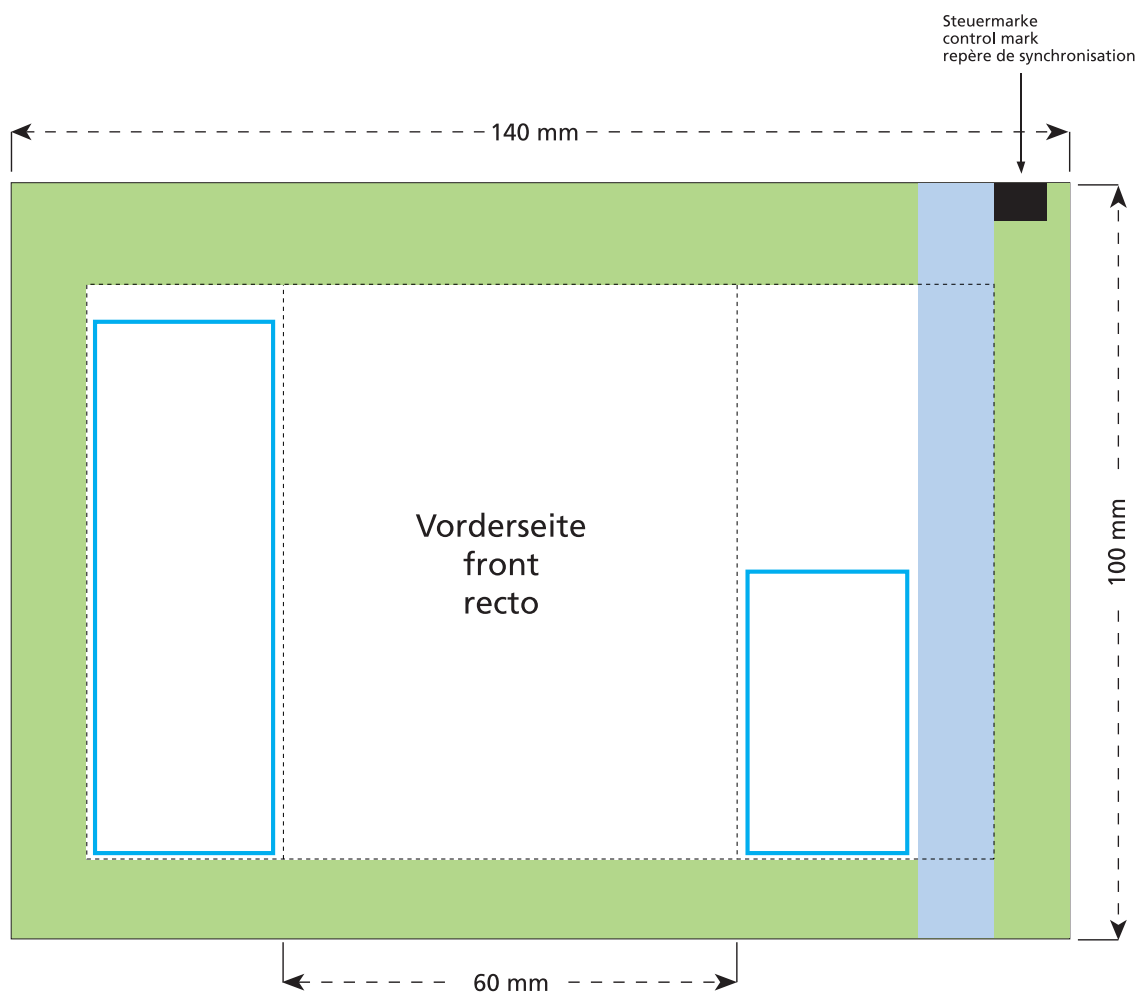 Steuermarke
control mark
repère de synchronisation
140 mm
Vorderseite
front
recto
100 mm
60 mm